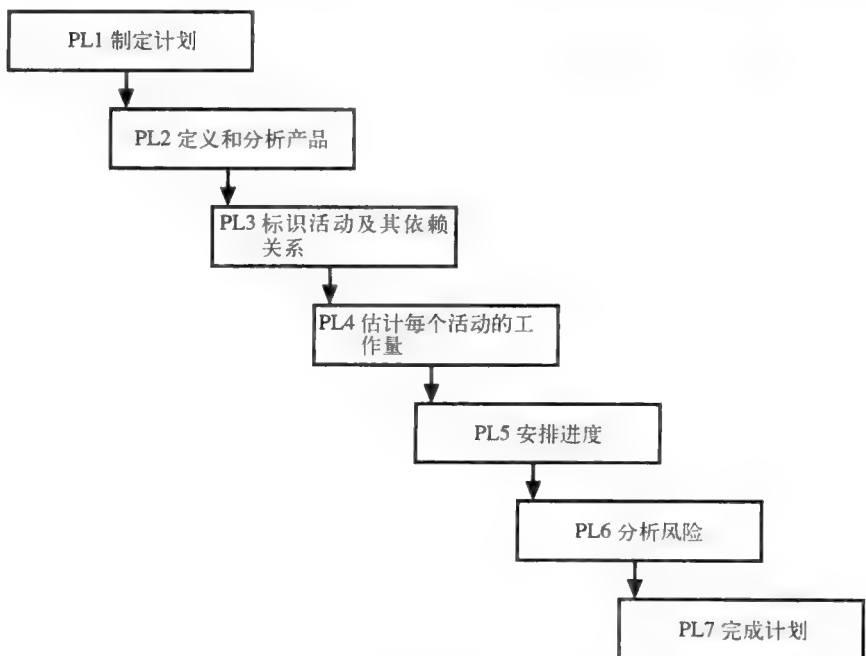 PL1 制定计划
PL2 定义和分析产品
PL3 标识活动及其依赖
关系
PL4 估计每个活动的工
作量
PL5 安排进度
PL6 分析风险
PL7 完成计划